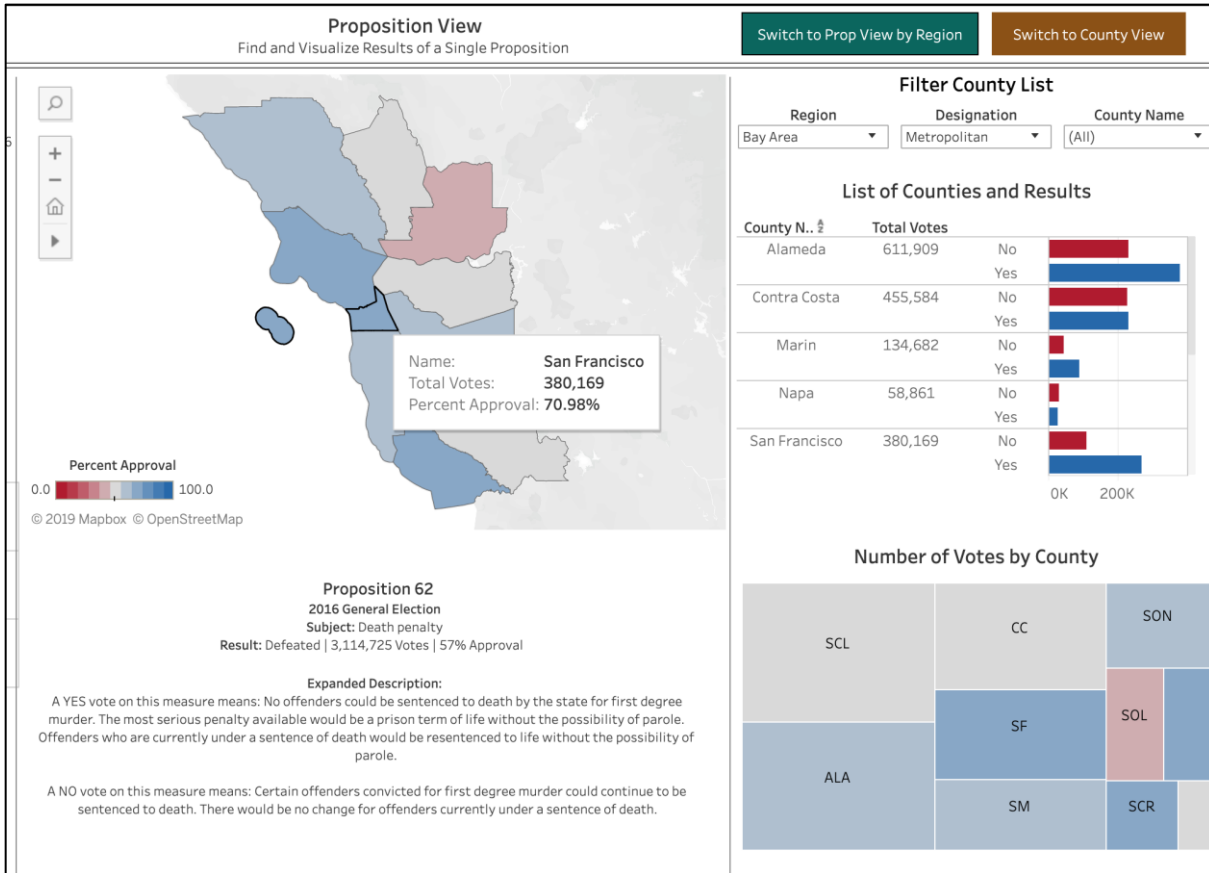 Proposition View
Find and Visualize Results of a Single Proposition
Switch to Prop View by Region
Switch to County View
Name: San Francisco
Total Votes: 380,169
Percent Approval: 70.98%
Percent Approval
0.0 100.0
© 2019 Mapbox © OpenStreetMap
Proposition 62
2016 General Election
Subject: Death penalty
Result: Defeated | 3,114,725 Votes | 57% Approval
Expanded Description:
A YES vote on this measure means: No offenders could be sentenced to death by the state for first degree
murder. The most serious penalty available would be a prison term of life without the possibility of parole.
Offenders who are currently under a sentence of death would be resentenced to life without the possibility of
parole.
A NO vote on this measure means: Certain offenders convicted for first degree murder could continue to be
sentenced to death. There would be no change for offenders currently under a sentence of death.
Filter County List
Region Designation County Name
Bay Area Metropolitan (All)
List of Counties and Results
County N.. Total Votes
Alameda 611,909 No
Yes
Contra Costa 455,584 No
Yes
Marin 134,682 No
Yes
Napa 58,861 No
Yes
San Francisco 380,169 No
Yes
0K 200K
Number of Votes by County
SCL CC SON
SF SOL
ALA SM SCR